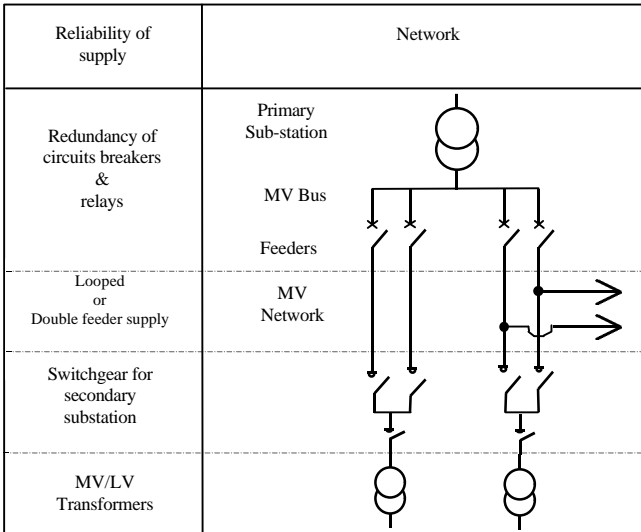 Reliability of
supply
Network
Redundancy of
circuits breakers
&
relays
Primary
Sub-station
MV Bus
Feeders
Looped
or
Double feeder supply
MV
Network
Switchgear for
secondary
substation
MV/LV
Transformers